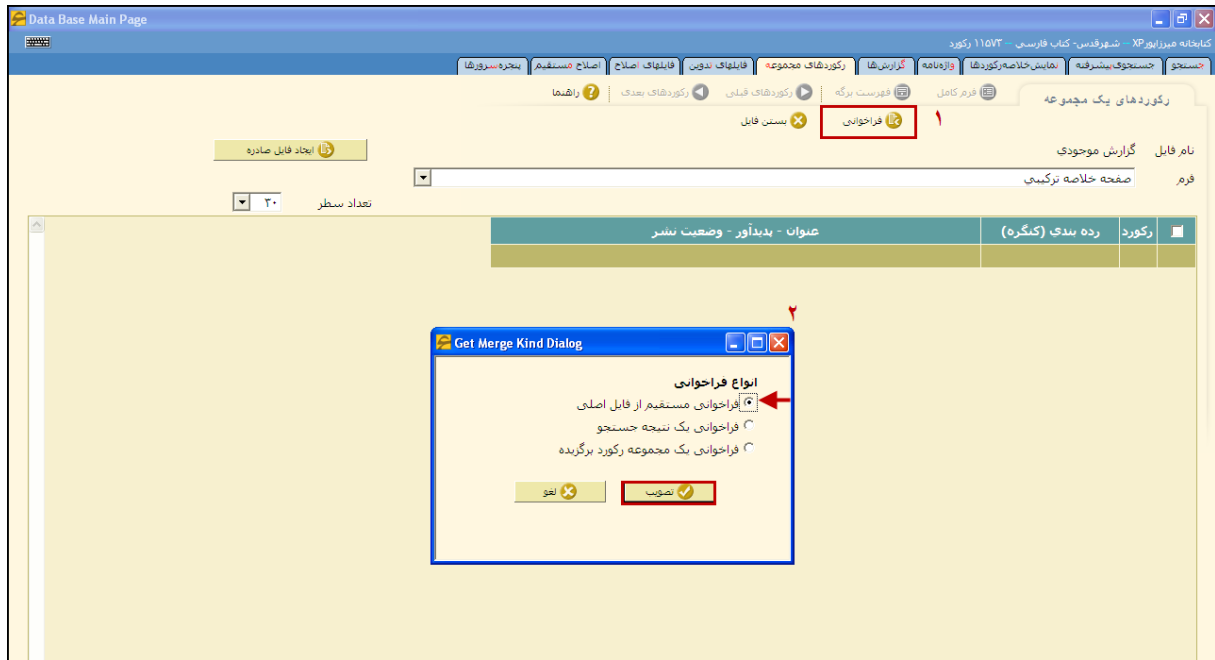 Data Base Main Page
کتابخانه میرزاپورXP -- شهرقدس- کتاب فارسی -- ۱۱۵۷۳ رکورد
جستجو جستجوی‌پیشرفته نمایش‌خلاصه‌رکوردها واژه‌نامه گزارش‌ها رکوردهای مجموعه فایلهای تدوین فایلهای اصلاح اصلاح مستقیم پنجره‌سرورها
رکوردهای یک مجموعه
فرم کامل فهرست برگه رکوردهای قبلی رکوردهای بعدی راهنما
۱ فراخوانی بستن فایل
نام فایل گزارش موجودي ایجاد فایل صادره
فرم صفحه خلاصه ترکیبي
تعداد سطر ۳۰
رکورد رده بندي (کنگره) عنوان - پدیدآور - وضعیت نشر
۲
Get Merge Kind Dialog
انواع فراخوانی
فراخوانی مستقیم از فایل اصلی
فراخوانی یک نتیجه جستجو
فراخوانی یک مجموعه رکورد برگزیده
تصویب لغو